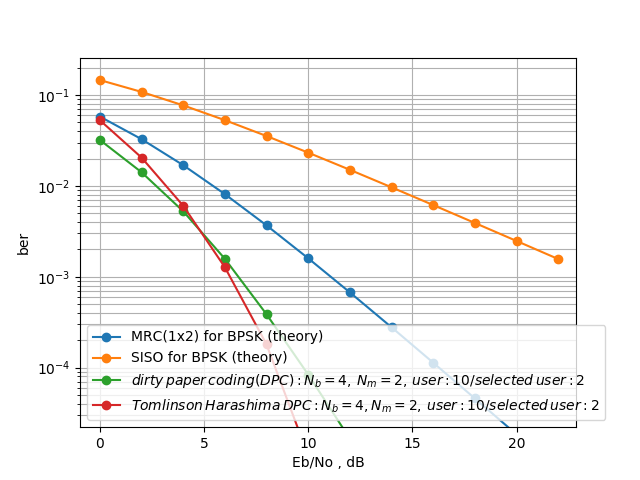 10⁻¹
10⁻²
10⁻³
10⁻⁴
ber
MRC(1x2) for BPSK (theory)
SISO for BPSK (theory)
dirty paper coding(DPC) : N_b = 4, N_m = 2, user : 10/selected user : 2
Tomlinson Harashima DPC : N_b = 4, N_m = 2, user : 10/selected user : 2
0 5 10 15 20
Eb/No , dB